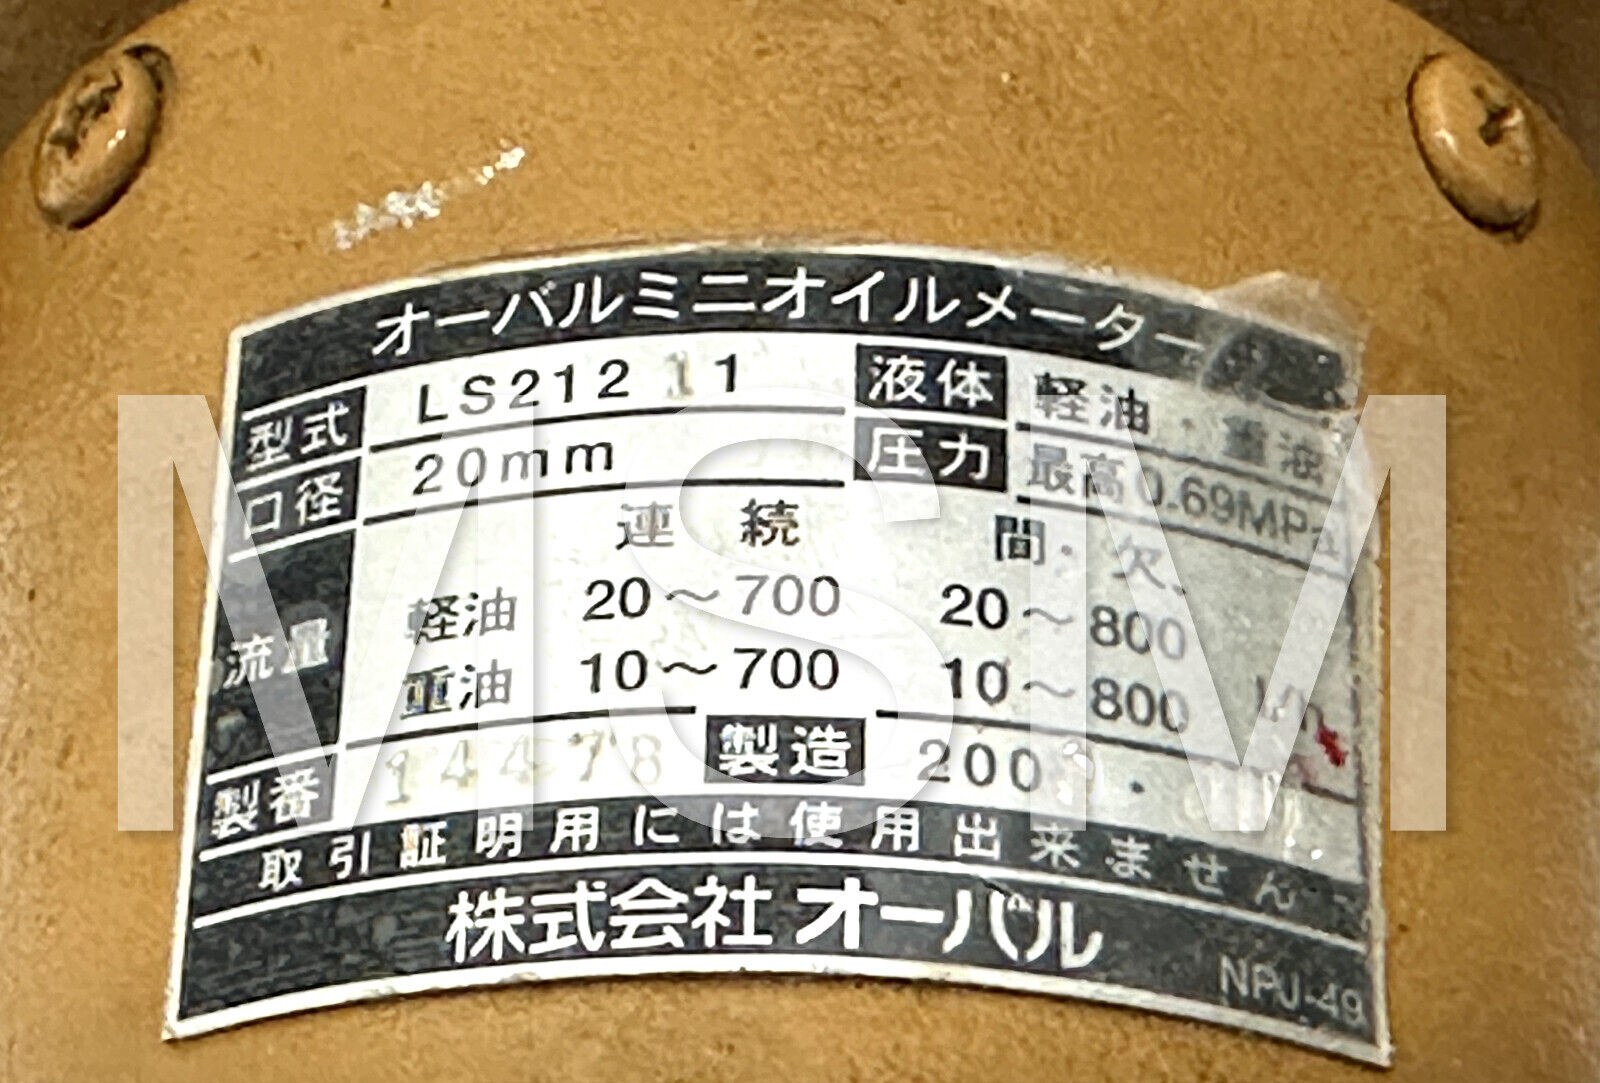 オーバルミニオイルメーター
型式 LS212 11 液体 軽油・重油
口径 20mm 圧力 最高0.69MPa
連続 間・欠
流量 軽油 20～700 20～800
重油 10～700 10～800
製番 14478 製造 200
取引証明用には使用出来ません
株式会社オーバル
NPJ-49
MSM